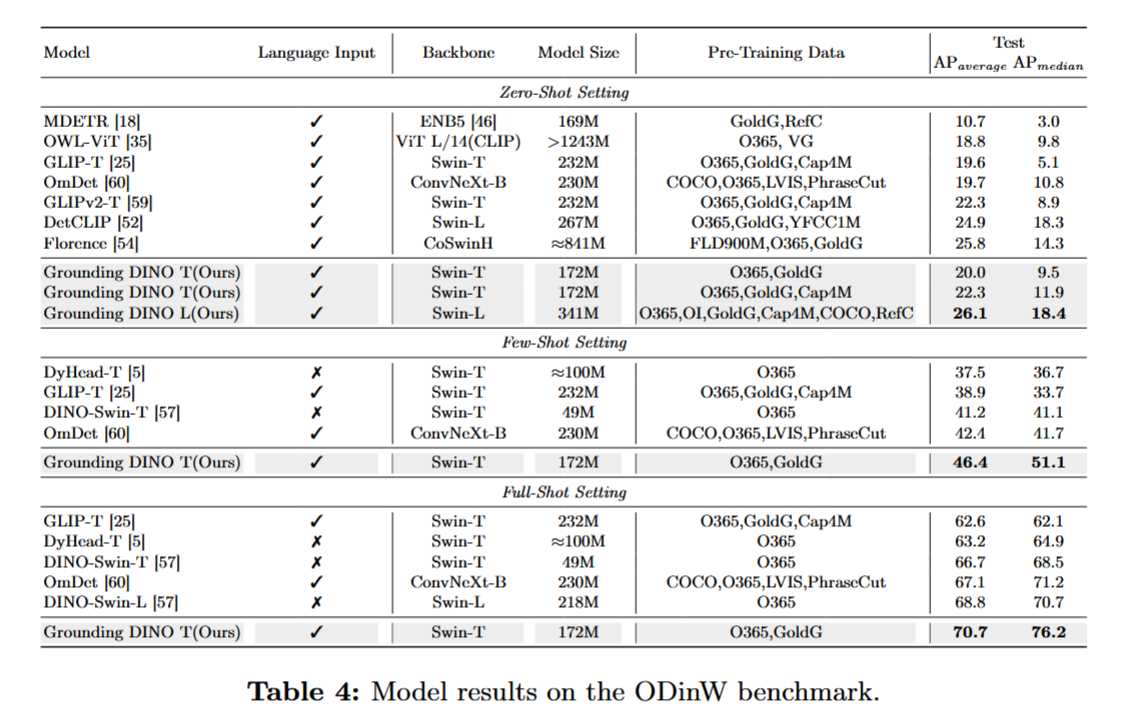 Model Language Input Backbone Model Size Pre-Training Data Test
APaverage APmedian
Zero-Shot Setting
MDETR [18] ✓ ENB5 [46] 169M GoldG,RefC 10.7 3.0
OWL-ViT [35] ✓ ViT L/14(CLIP) >1243M O365, VG 18.8 9.8
GLIP-T [25] ✓ Swin-T 232M O365,GoldG,Cap4M 19.6 5.1
OmDet [60] ✓ ConvNeXt-B 230M COCO,O365,LVIS,PhraseCut 19.7 10.8
GLIPv2-T [59] ✓ Swin-T 232M O365,GoldG,Cap4M 22.3 8.9
DetCLIP [52] ✓ Swin-L 267M O365,GoldG,YFCC1M 24.9 18.3
Florence [54] ✓ CoSwinH ≈841M FLD900M,O365,GoldG 25.8 14.3
Grounding DINO T(Ours) ✓ Swin-T 172M O365,GoldG 20.0 9.5
Grounding DINO T(Ours) ✓ Swin-T 172M O365,GoldG,Cap4M 22.3 11.9
Grounding DINO L(Ours) ✓ Swin-L 341M O365,OI,GoldG,Cap4M,COCO,RefC 26.1 18.4
Few-Shot Setting
DyHead-T [5] ✗ Swin-T ≈100M O365 37.5 36.7
GLIP-T [25] ✓ Swin-T 232M O365,GoldG,Cap4M 38.9 33.7
DINO-Swin-T [57] ✗ Swin-T 49M O365 41.2 41.1
OmDet [60] ✓ ConvNeXt-B 230M COCO,O365,LVIS,PhraseCut 42.4 41.7
Grounding DINO T(Ours) ✓ Swin-T 172M O365,GoldG 46.4 51.1
Full-Shot Setting
GLIP-T [25] ✓ Swin-T 232M O365,GoldG,Cap4M 62.6 62.1
DyHead-T [5] ✗ Swin-T ≈100M O365 63.2 64.9
DINO-Swin-T [57] ✗ Swin-T 49M O365 66.7 68.5
OmDet [60] ✓ ConvNeXt-B 230M COCO,O365,LVIS,PhraseCut 67.1 71.2
DINO-Swin-L [57] ✗ Swin-L 218M O365 68.8 70.7
Grounding DINO T(Ours) ✓ Swin-T 172M O365,GoldG 70.7 76.2
Table 4: Model results on the ODinW benchmark.